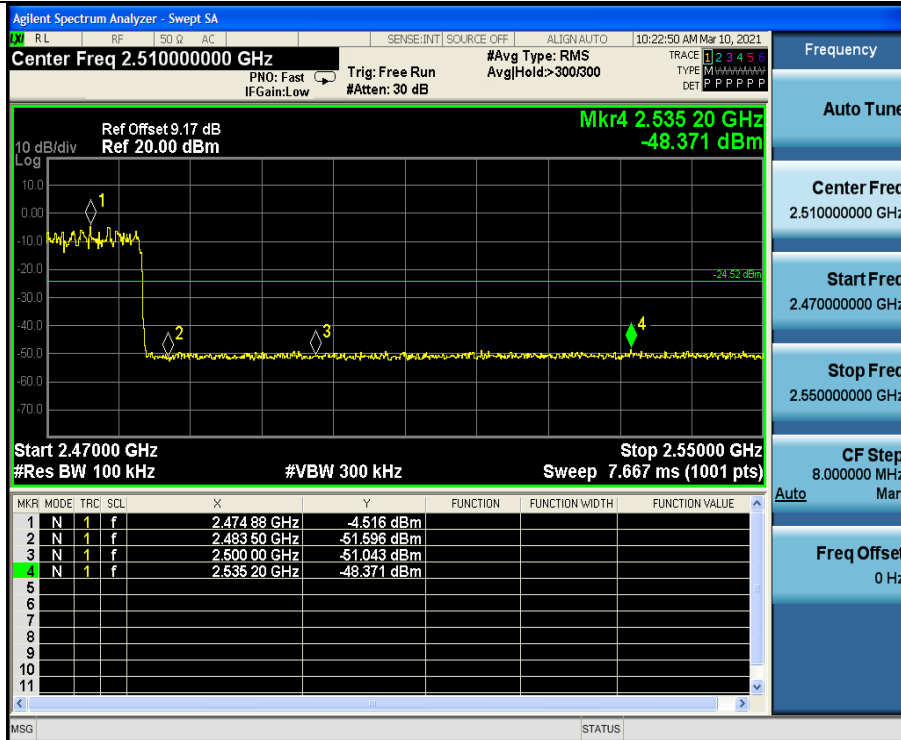 Agilent Spectrum Analyzer - Swept SA
LXI RL RF 50 Ω AC SENSE:INT SOURCE OFF ALIGN AUTO 10:22:50 AM Mar 10, 2021
Center Freq 2.510000000 GHz
PNO: Fast
IFGain:Low
Trig: Free Run
#Atten: 30 dB
#Avg Type: RMS
Avg|Hold:>300/300
TRACE 1 2 3 4 5 6
TYPE M
DET P P P P P P
Mkr4 2.535 20 GHz
-48.371 dBm
Ref Offset 9.17 dB
10 dB/div Ref 20.00 dBm
Log
10.0
0.00
-10.0
-20.0
-30.0
-40.0
-50.0
-60.0
-70.0
1
2
3
4
-24.52 dBm
Start 2.47000 GHz Stop 2.55000 GHz
#Res BW 100 kHz #VBW 300 kHz Sweep 7.667 ms (1001 pts)
MKR MODE TRC SCL X Y FUNCTION FUNCTION WIDTH FUNCTION VALUE
1 N 1 f 2.474 88 GHz -4.516 dBm
2 N 1 f 2.483 50 GHz -51.596 dBm
3 N 1 f 2.500 00 GHz -51.043 dBm
4 N 1 f 2.535 20 GHz -48.371 dBm
5
6
7
8
9
10
11
MSG STATUS
Frequency
Auto Tune
Center Freq
2.510000000 GHz
Start Freq
2.470000000 GHz
Stop Freq
2.550000000 GHz
CF Step
8.000000 MHz
Auto Man
Freq Offset
0 Hz